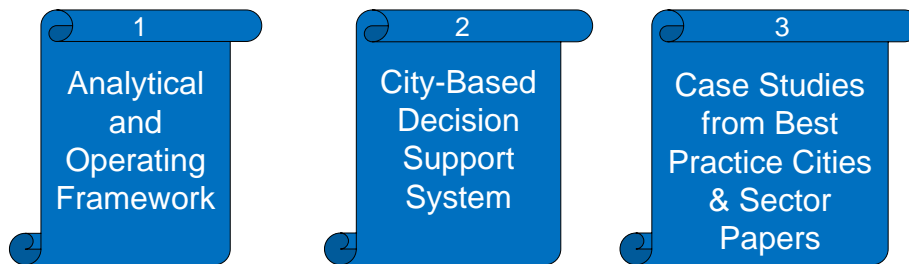 1
Analytical
and
Operating
Framework
2
City-Based
Decision
Support
System
3
Case Studies
from Best
Practice Cities
& Sector
Papers